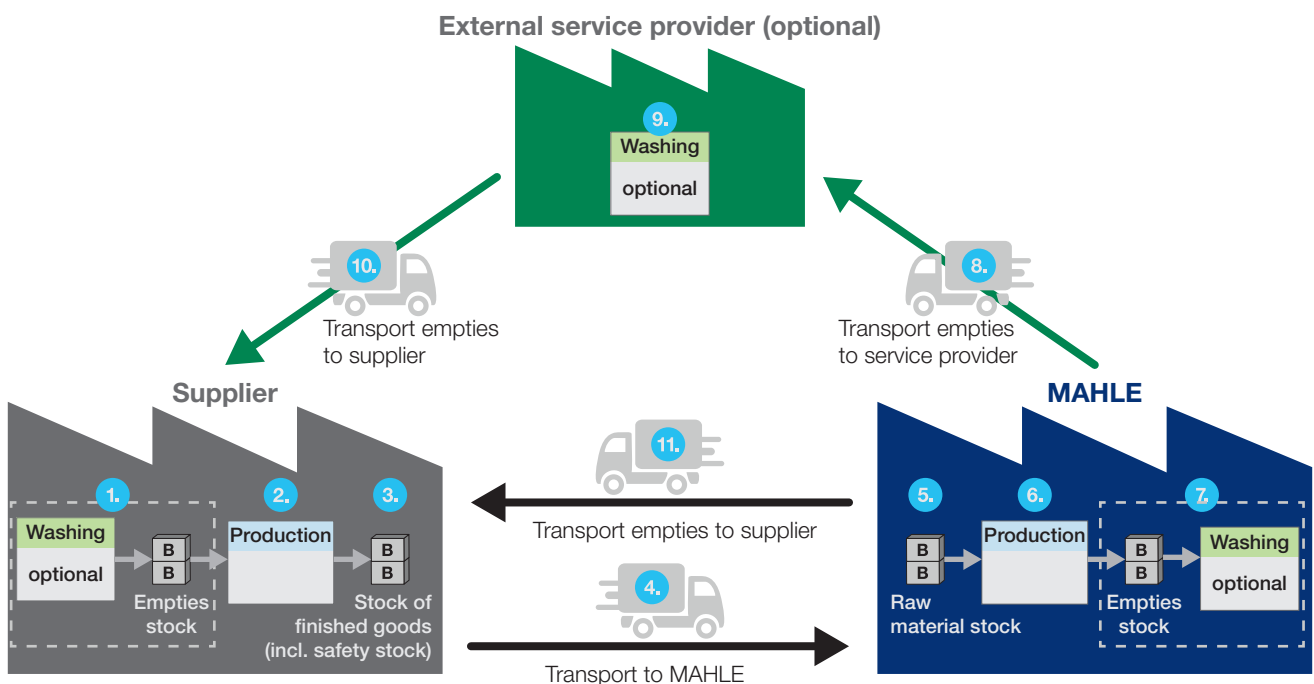 External service provider (optional)
9.
Washing
optional
10.
Transport empties
to supplier
8.
Transport empties
to service provider
Supplier
1.
Washing
optional
B
B
Empties
stock
2.
Production
3.
B
B
Stock of
finished goods
(incl. safety stock)
11.
Transport empties to supplier
4.
Transport to MAHLE
MAHLE
5.
B
B
Raw
material stock
6.
Production
7.
B
B
Empties
stock
Washing
optional